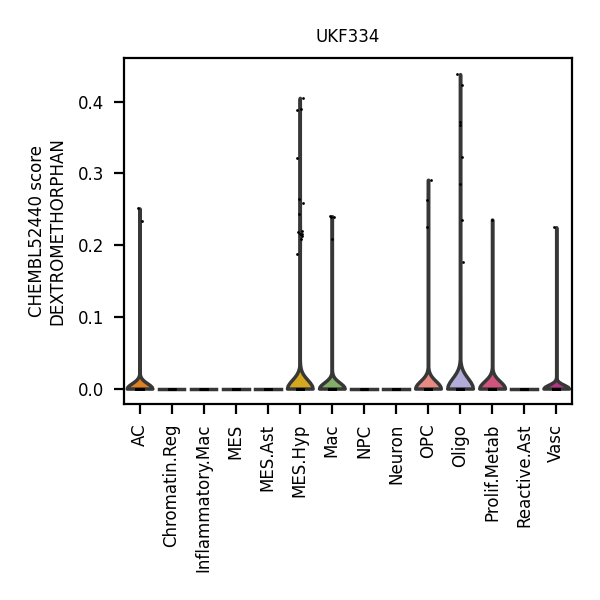 UKF334
CHEMBL52440 score
DEXTROMETHORPHAN
0.4
0.3
0.2
0.1
0.0
AC
Chromatin.Reg
Inflammatory.Mac
MES
MES.Ast
MES.Hyp
Mac
NPC
Neuron
OPC
Oligo
Prolif.Metab
Reactive.Ast
Vasc